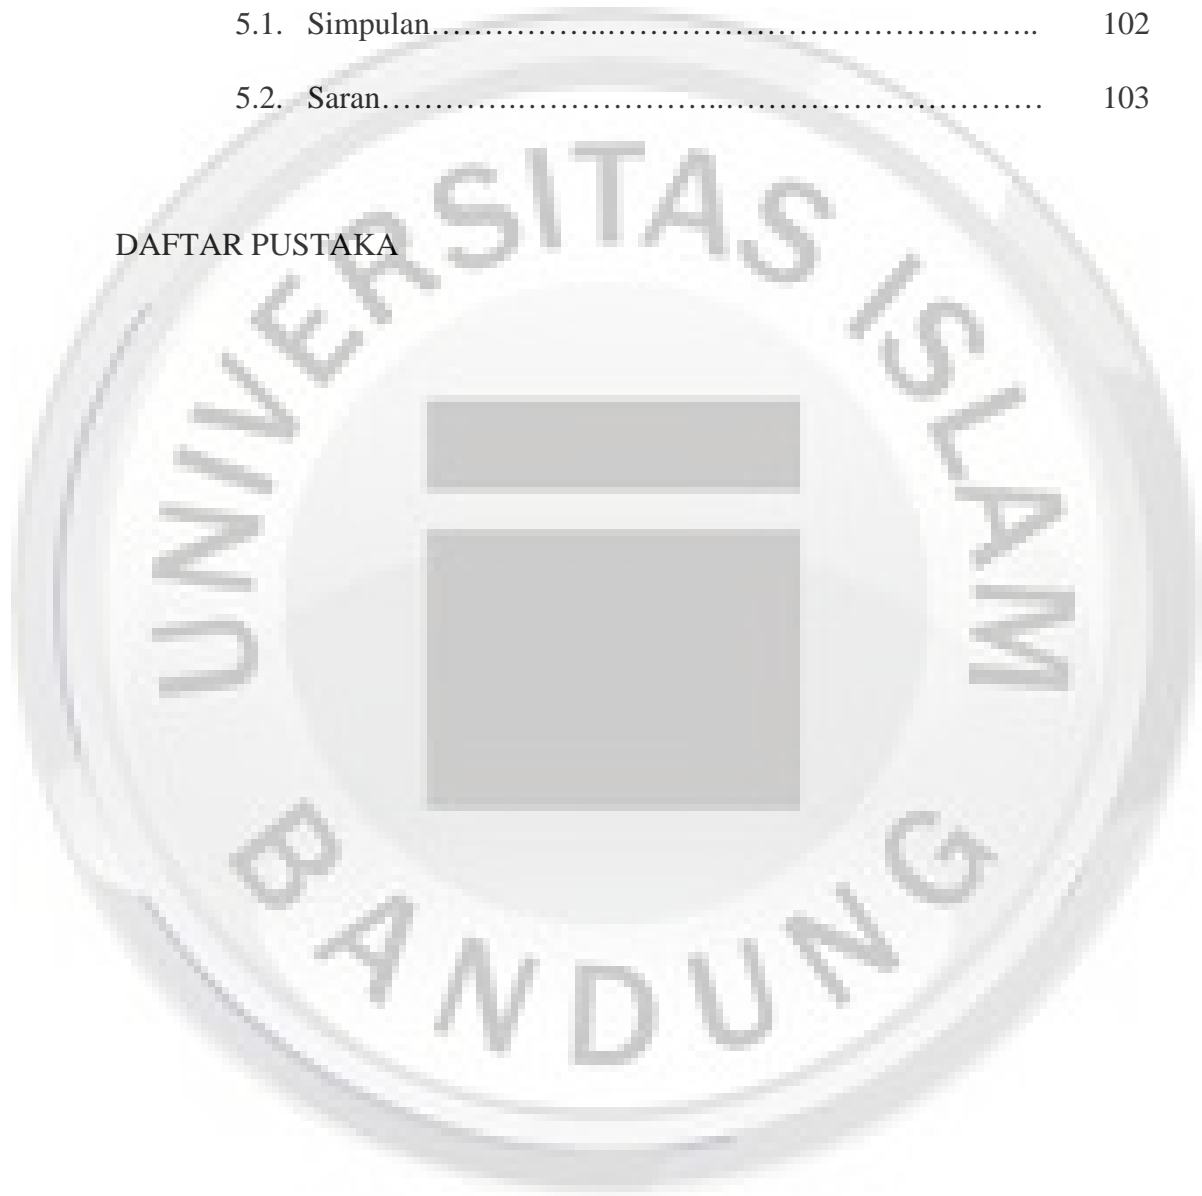 5.1. Simpulan……………..……………….…………………….. 102
5.2. Saran………….………………….………………………… 103
DAFTAR PUSTAKA
UNIVERSITAS ISLAM
BANDUNG